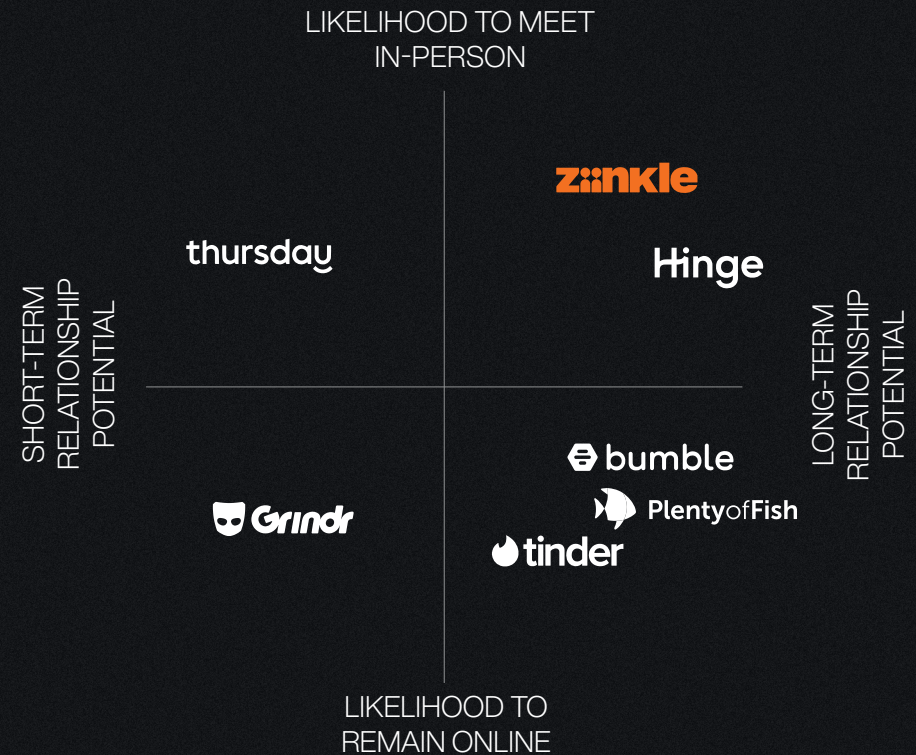 LIKELIHOOD TO MEET
IN-PERSON
ziinkle
thursday
Hinge
SHORT-TERM
RELATIONSHIP
POTENTIAL
LONG-TERM
RELATIONSHIP
POTENTIAL
bumble
PlentyofFish
Grindr
tinder
LIKELIHOOD TO
REMAIN ONLINE